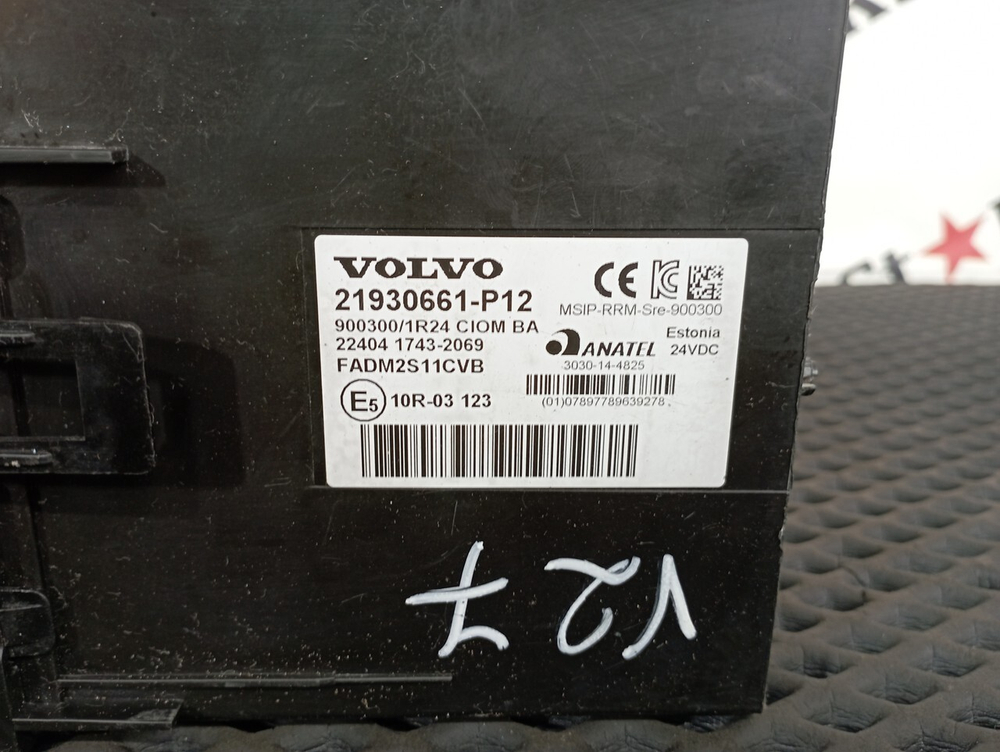 VOLVO
21930661-P12
900300/1R24 CIOM BA
22404 1743-2069
FADM2S11CVB
E5 10R-03 123
CE
MSIP-RRM-Sre-900300
Estonia
ANATEL 24VDC
3030-14-4825
(01)07897789639278
V27